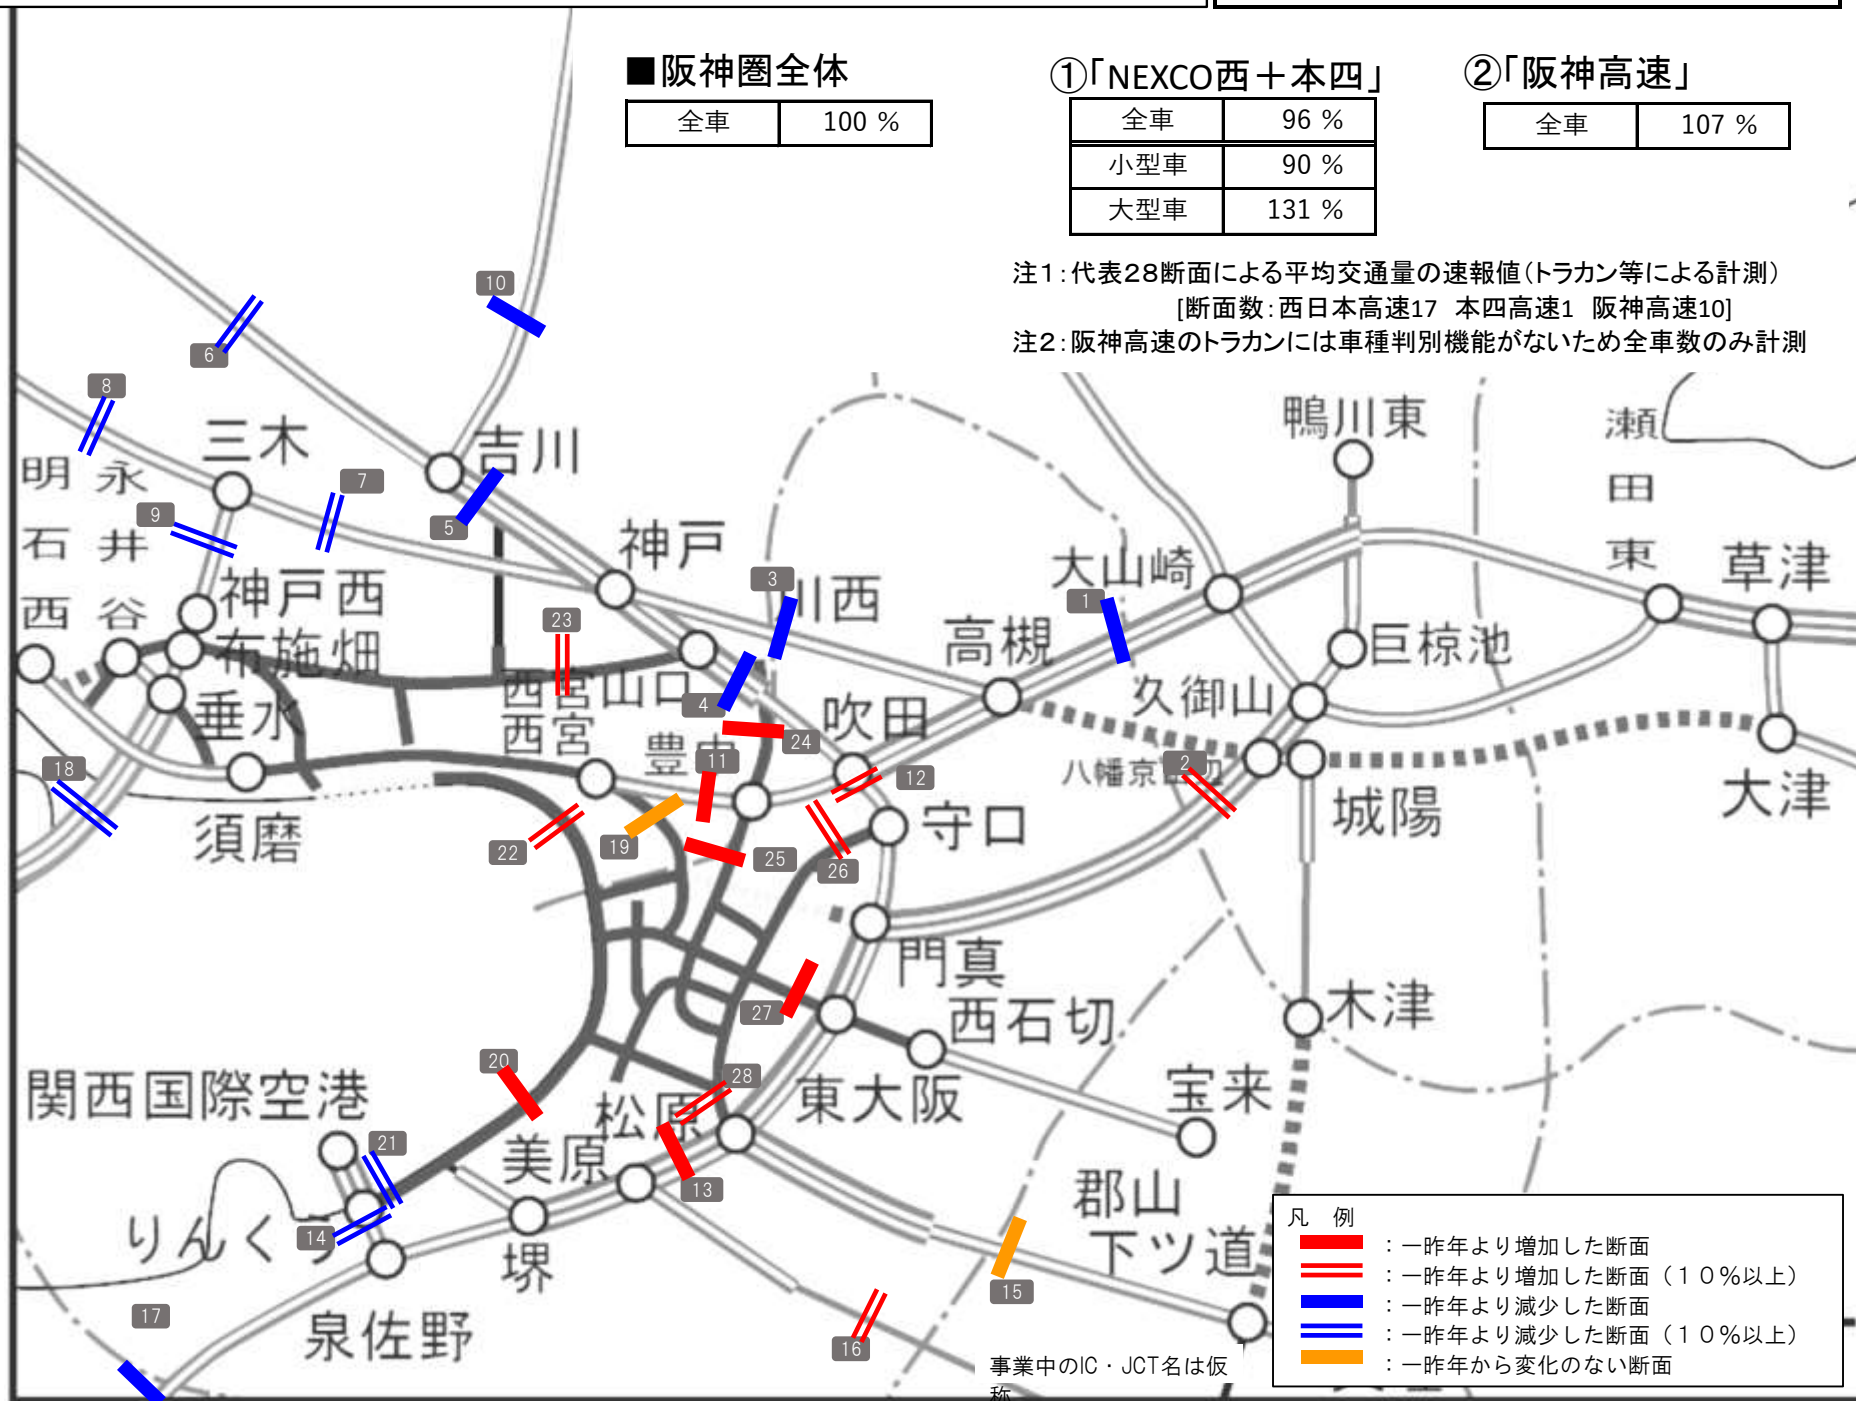 ■阪神圏全体
全車 100 %
①「NEXCO西＋本四」
全車 96 %
小型車 90 %
大型車 131 %
②「阪神高速」
全車 107 %
注1：代表28断面による平均交通量の速報値（トラカン等による計測）
[断面数：西日本高速17 本四高速1 阪神高速10]
注2：阪神高速のトラカンには車種判別機能がないため全車数のみ計測
10
6
8
三木
吉川
鴨川東
瀬田東
明石西
永井谷
7
9
5
神戸
3
川西
大山崎
1
草津
神戸西
布施畑
23
高槻
巨椋池
西宮山口
西宮
4
久御山
垂水
吹田
24
豊中
11
12
八幡京田辺
2
18
大津
城陽
須磨
守口
22
19
25
26
門真
27
西石切
木津
20
28
東大阪
宝来
関西国際空港
松原
21
美原
13
郡山
下ツ道
14
りんくう
堺
15
17
泉佐野
16
事業中のIC・JCT名は仮
称
凡 例
：一昨年より増加した断面
：一昨年より増加した断面（１０％以上）
：一昨年より減少した断面
：一昨年より減少した断面（１０％以上）
：一昨年から変化のない断面